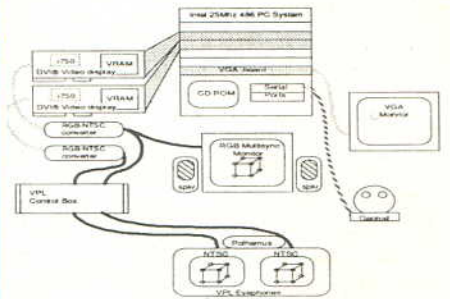 Intel 25Mhz 486 PC System
i750
VRAM
DVI® Video display
i750
VRAM
DVI® Video display
VGA board
CD ROM
Serial
Ports
VGA
Monitor
RGB NTSC
converter
RGB NTSC
converter
RGB Multisync
Monitor
spkr
spkr
VPL
Control Box
Polhemus
NTSC
NTSC
VPL Eyephones